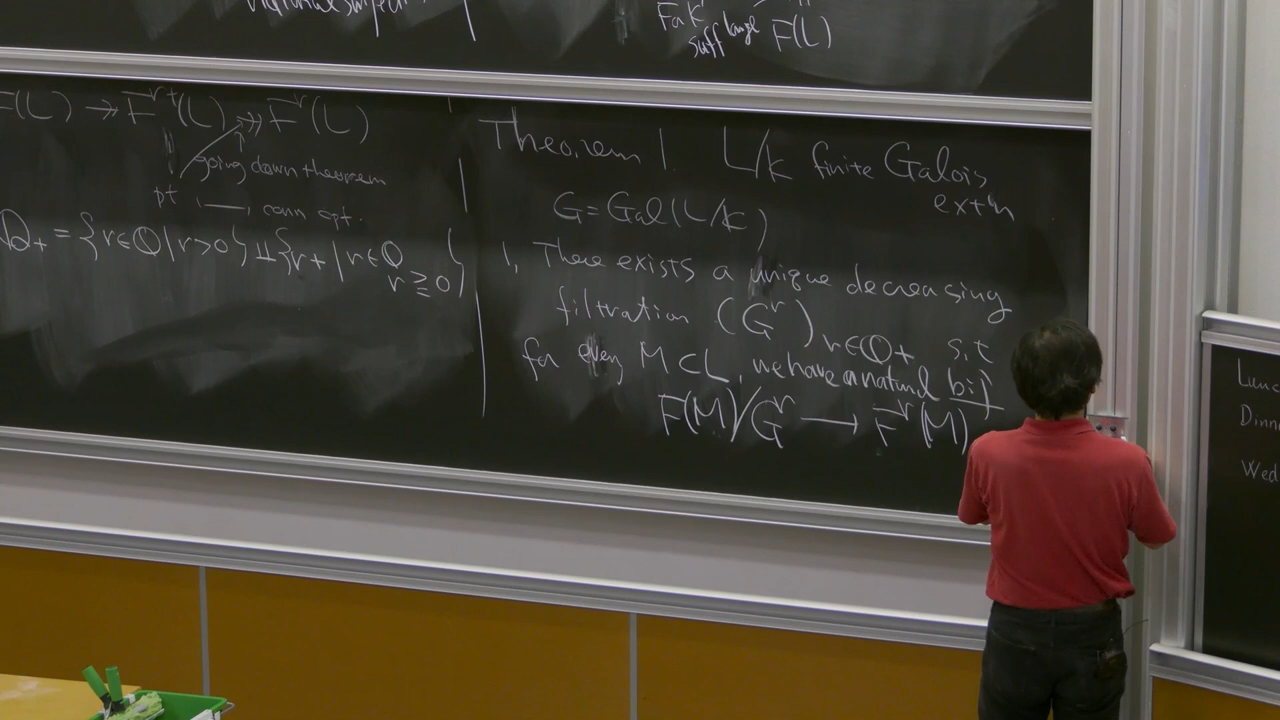 Fa k'
suff large F(L)
F(L) → F^{r+}(L) ↠ F^r(L)
going down theorem
pt conn cpt.
Q+ = {r∈Q | r>0} ⨿ {r+ | r∈Q
r≧0}
Theorem 1. L/k finite Galois
ext'n
G = Gal(L/k)
1, There exists a unique decreasing
filtration (G^r)_{r∈Q+} s,t
for every M⊂L, we have a natural bij
F(M)/G^r → F^r(M)
Dinn
Wed